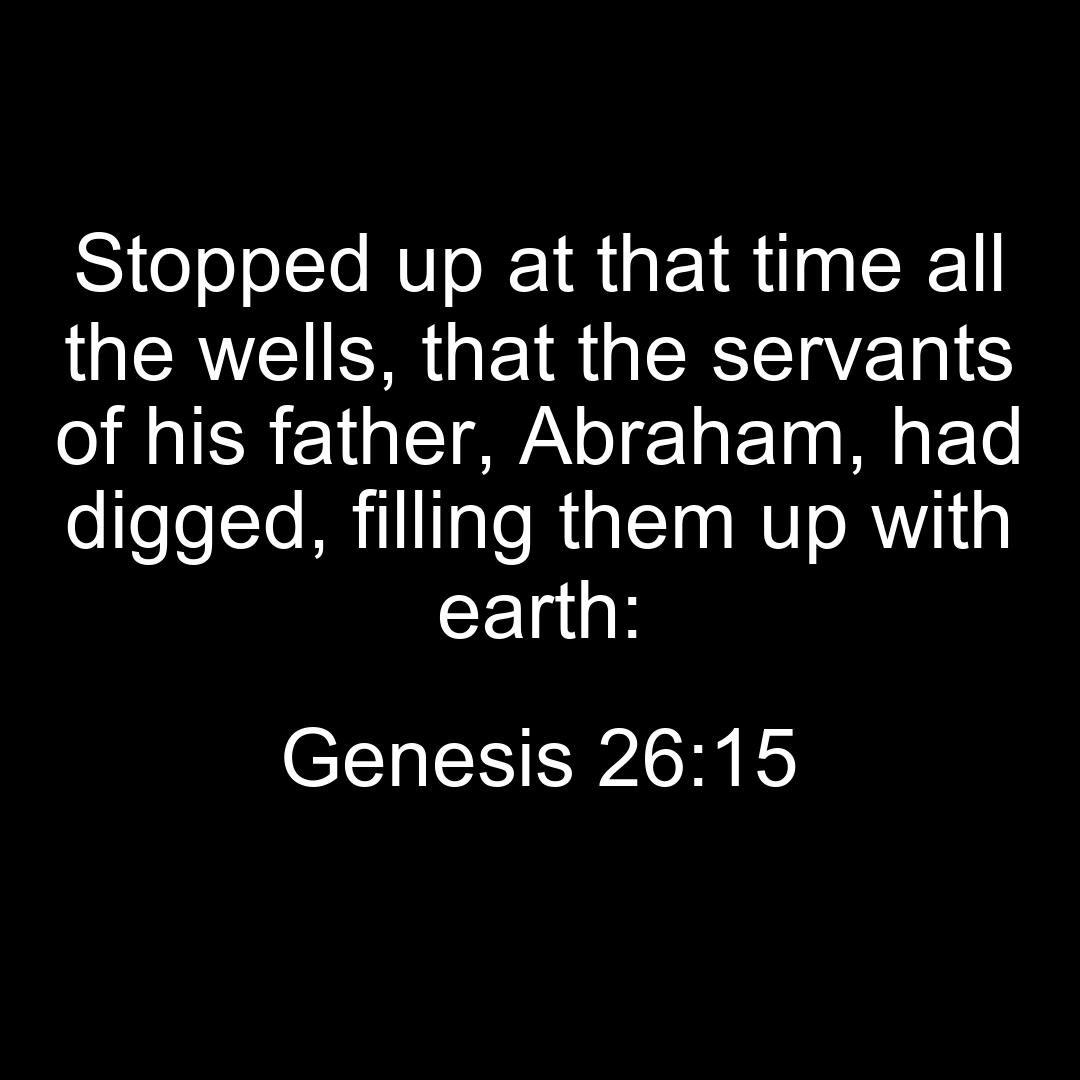 Stopped up at that time all
the wells, that the servants
of his father, Abraham, had
digged, filling them up with
earth:
Genesis 26:15